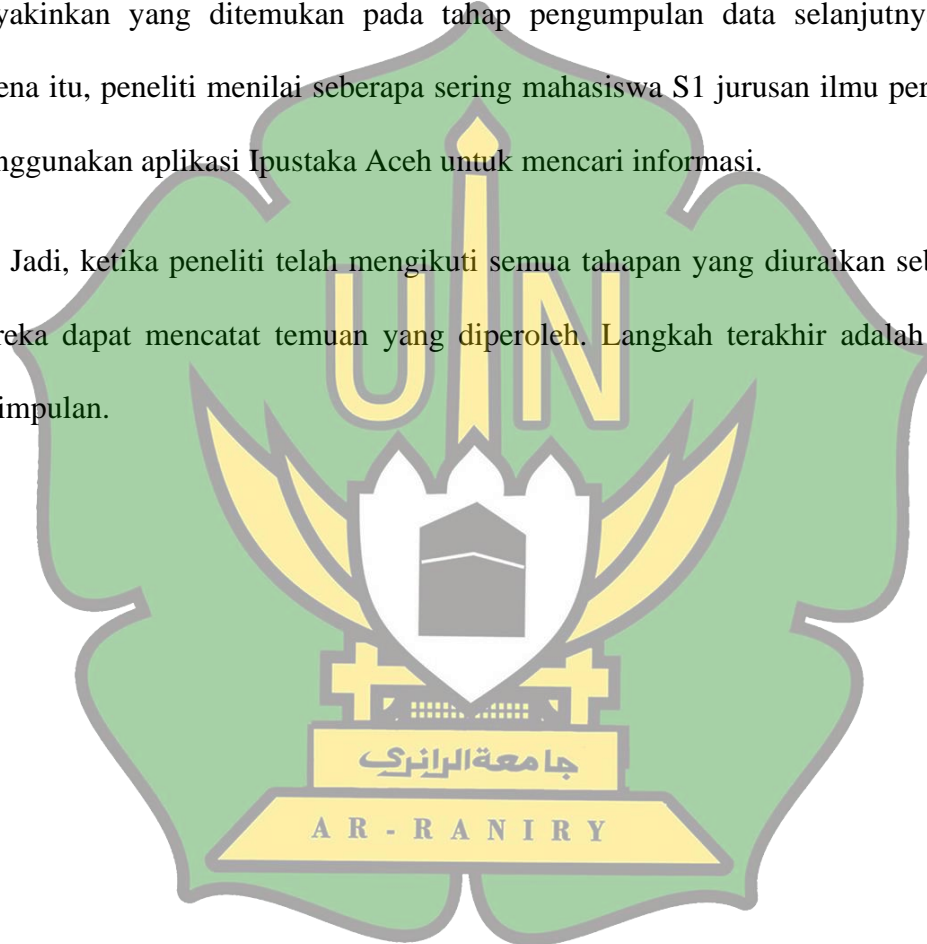 yakinkan yang ditemukan pada tahap pengumpulan data selanjutny
ena itu, peneliti menilai seberapa sering mahasiswa S1 jurusan ilmu per
nggunakan aplikasi Ipustaka Aceh untuk mencari informasi.
Jadi, ketika peneliti telah mengikuti semua tahapan yang diuraikan seb
reka dapat mencatat temuan yang diperoleh. Langkah terakhir adalah
impulan.
UIN
جامعة الرانري
AR-RANIRY